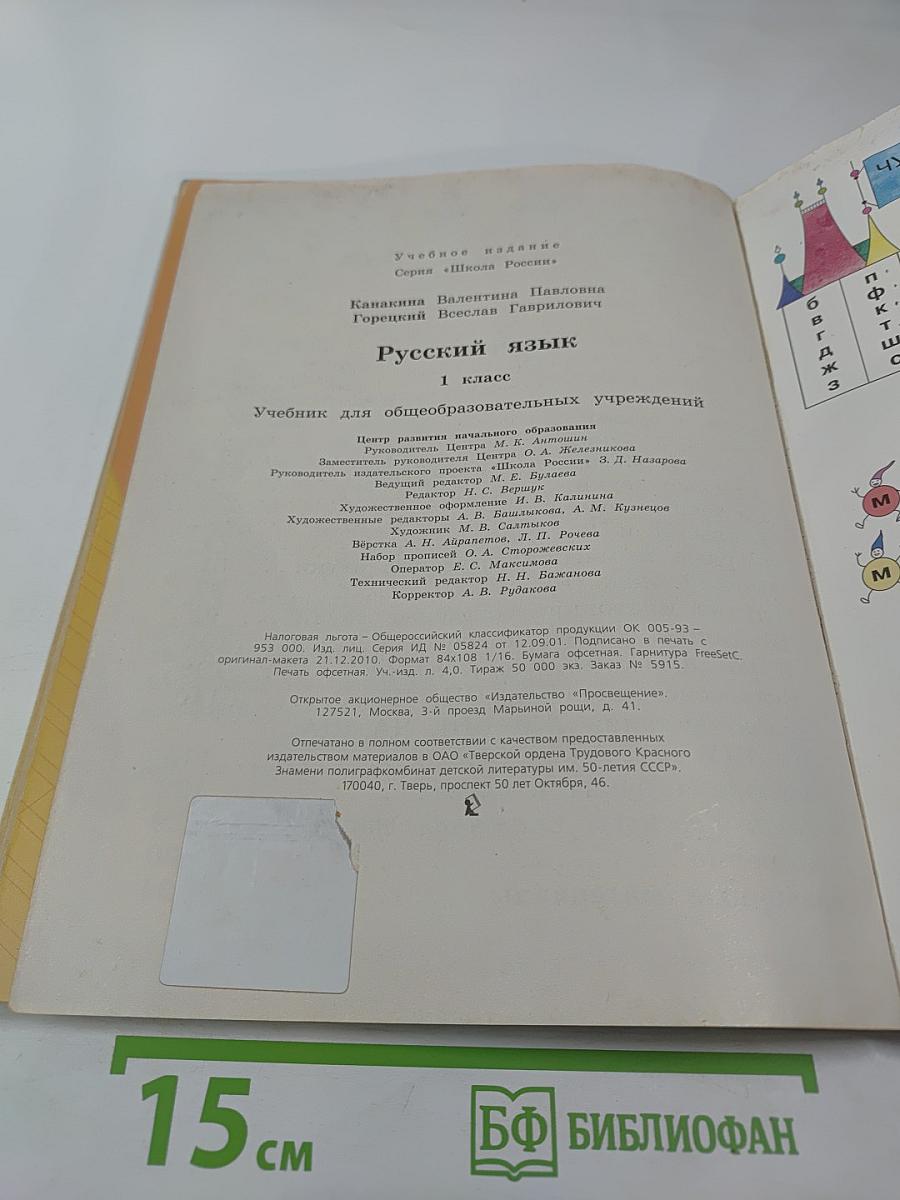 Учебное издание
Серия «Школа России»
Канакина Валентина Павловна
Горецкий Всеслав Гаврилович
Русский язык
1 класс
Учебник для общеобразовательных учреждений
Центр развития начального образования
Руководитель Центра М. К. Антошин
Заместитель руководителя Центра О. А. Железникова
Руководитель издательского проекта «Школа России» З. Д. Назарова
Ведущий редактор М. Е. Булаева
Редактор Н. С. Вершук
Художественное оформление И. В. Калинина
Художественные редакторы А. В. Башлыкова, А. М. Кузнецов
Художник М. В. Салтыков
Вёрстка А. Н. Айрапетов, Л. П. Рочева
Набор прописей О. А. Сторожевских
Оператор Е. С. Максимова
Технический редактор Н. Н. Бажанова
Корректор А. В. Рудакова
Налоговая льгота – Общероссийский классификатор продукции ОК 005-93 –
953 000. Изд. лиц. Серия ИД № 05824 от 12.09.01. Подписано в печать с
оригинал-макета 21.12.2010. Формат 84х108 1/16. Бумага офсетная. Гарнитура FreeSetC.
Печать офсетная. Уч.-изд. л. 4,0. Тираж 50 000 экз. Заказ № 5915.
Открытое акционерное общество «Издательство «Просвещение».
127521, Москва, 3-й проезд Марьиной рощи, д. 41.
Отпечатано в полном соответствии с качеством предоставленных
издательством материалов в ОАО «Тверской ордена Трудового Красного
Знамени полиграфкомбинат детской литературы им. 50-летия СССР».
170040, г. Тверь, проспект 50 лет Октября, 46.
ЧУ
б
в
г
д
ж
з
п
ф
к
т
ш
с
м
м
15 см
БФ БИБЛИОФАН